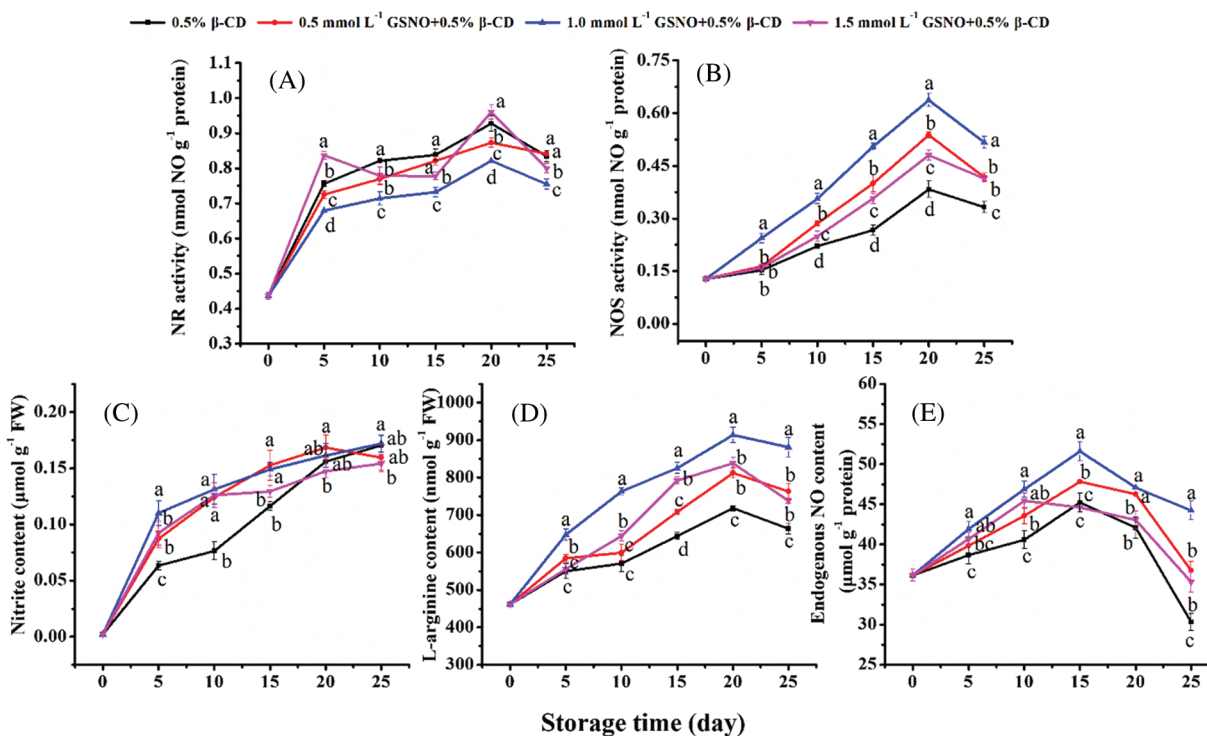 0.5% β-CD 0.5 mmol L⁻¹ GSNO+0.5% β-CD 1.0 mmol L⁻¹ GSNO+0.5% β-CD 1.5 mmol L⁻¹ GSNO+0.5% β-CD
(A)
NR activity (nmol NO g⁻¹ protein)
1.1
1.0
0.9
0.8
0.7
0.6
0.5
0.4
0.3
a b c d
a b b c
a a b c
a a b c d
a a b c
0 5 10 15 20 25
(B)
NOS activity (nmol NO g⁻¹ protein)
0.75
0.60
0.45
0.30
0.15
0.00
a b b b
a b c d
a b c d
a b c d
a b b c
0 5 10 15 20 25
(C)
Nitrite content (μmol g⁻¹ FW)
0.20
0.15
0.10
0.05
0.00
a b b c
a a a b
a a b b
a ab ab b
a ab ab b
0 5 10 15 20 25
(D)
L-arginine content (nmol g⁻¹ FW)
1000
900
800
700
600
500
400
300
a b c c
a b c c
a b b c
a b b c
a b b c
0 5 10 15 20 25
(E)
Endogenous NO content
(μmol g⁻¹ protein)
60
55
50
45
40
35
30
25
a ab bc c
a ab b c
a b c c
a a b b
a b b c
0 5 10 15 20 25
Storage time (day)